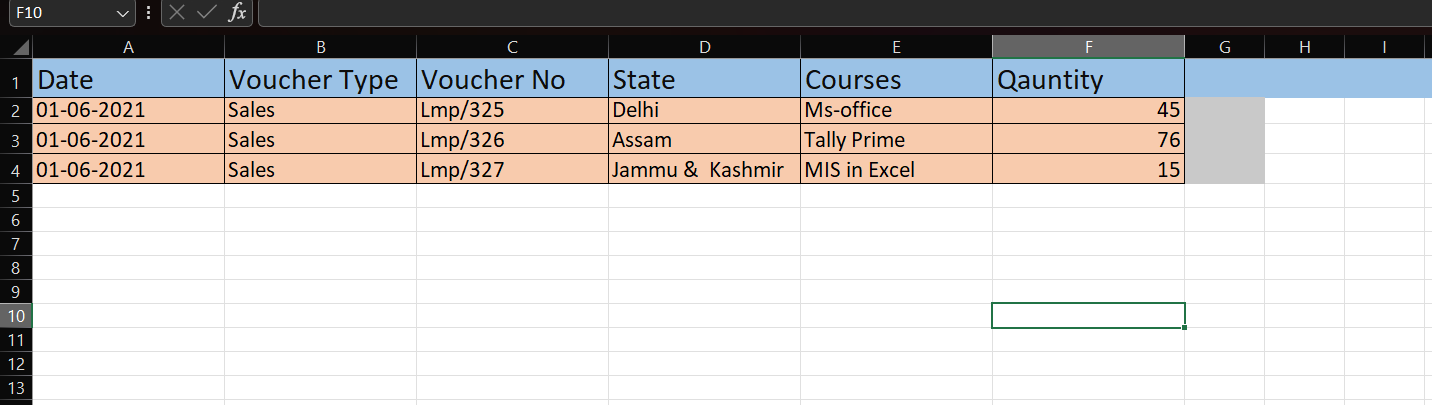 F10 fx
A B C D E F G H I
1 Date Voucher Type Voucher No State Courses Qauntity
2 01-06-2021 Sales Lmp/325 Delhi Ms-office 45
3 01-06-2021 Sales Lmp/326 Assam Tally Prime 76
4 01-06-2021 Sales Lmp/327 Jammu & Kashmir MIS in Excel 15
5
6
7
8
9
10
11
12
13